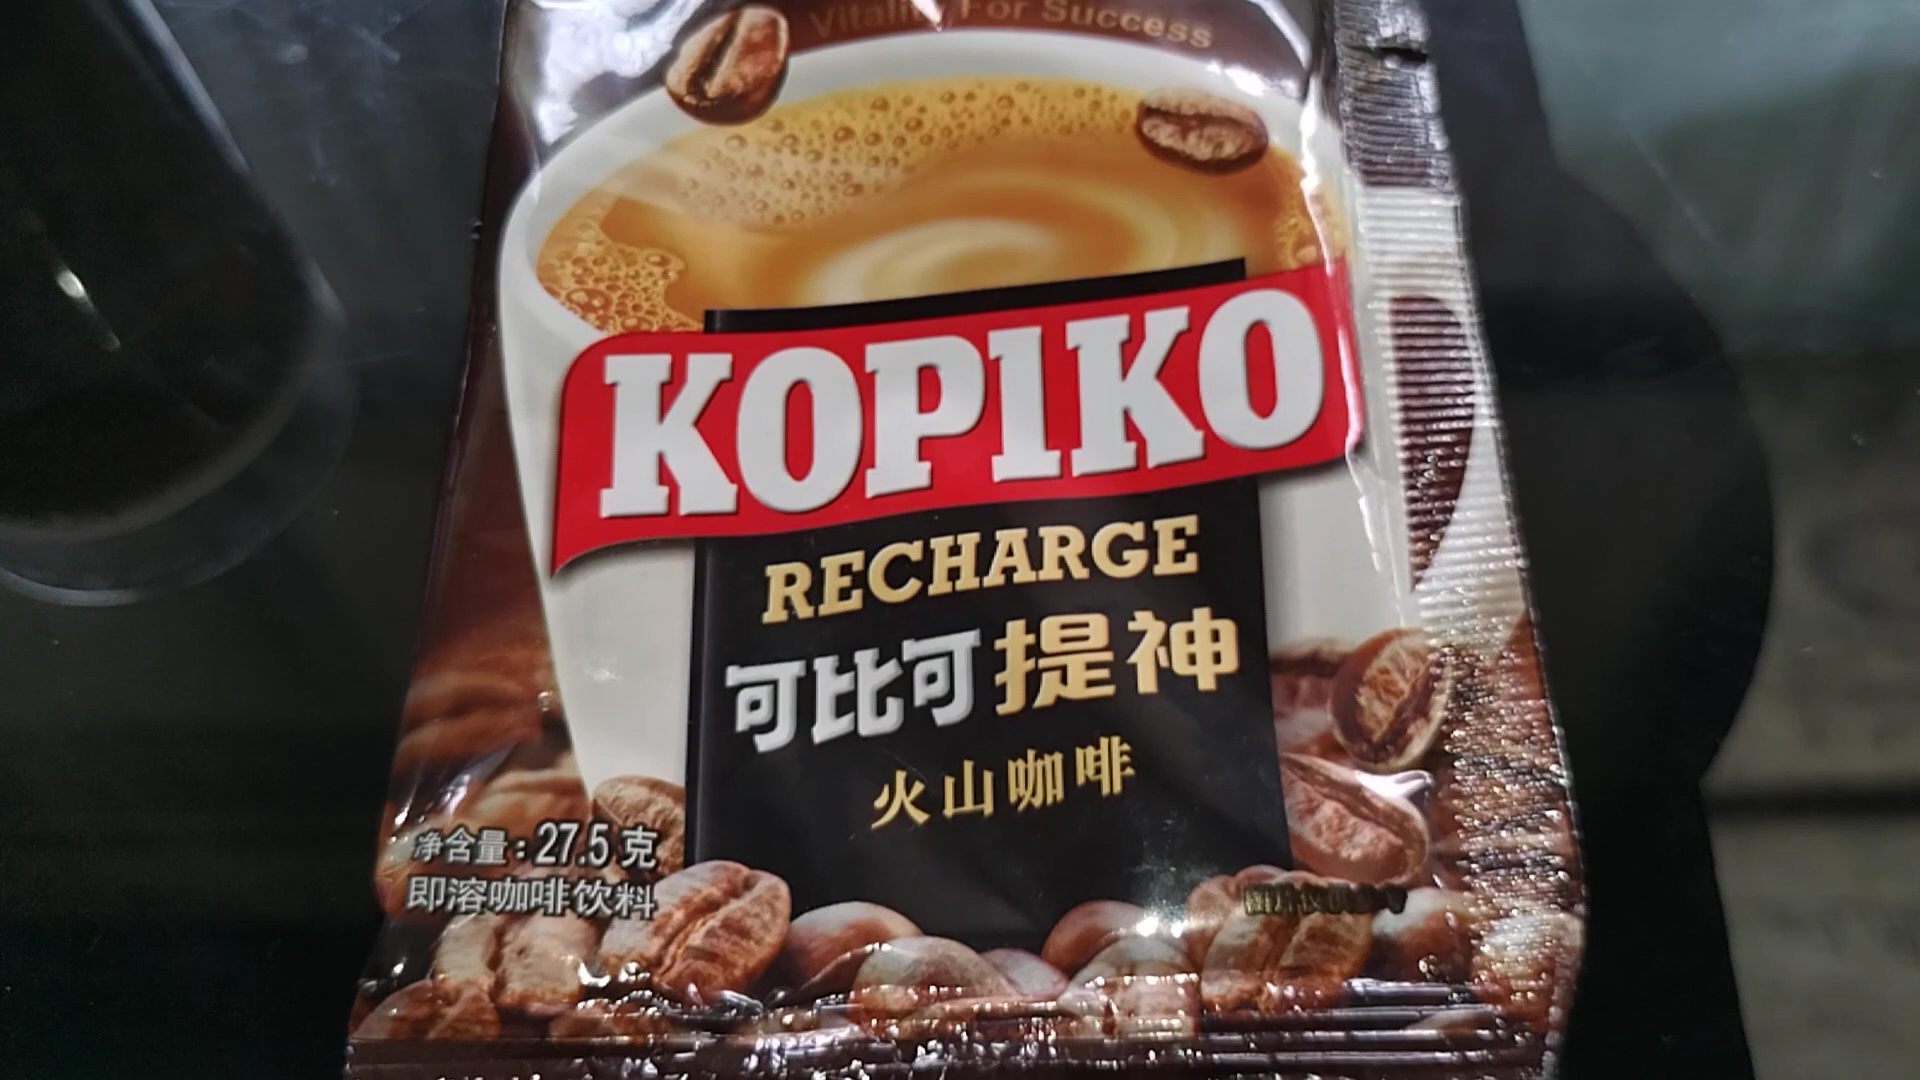 Vitality For Success
KOPIKO
RECHARGE
可比可提神
火山咖啡
净含量：27.5 克
即溶咖啡饮料